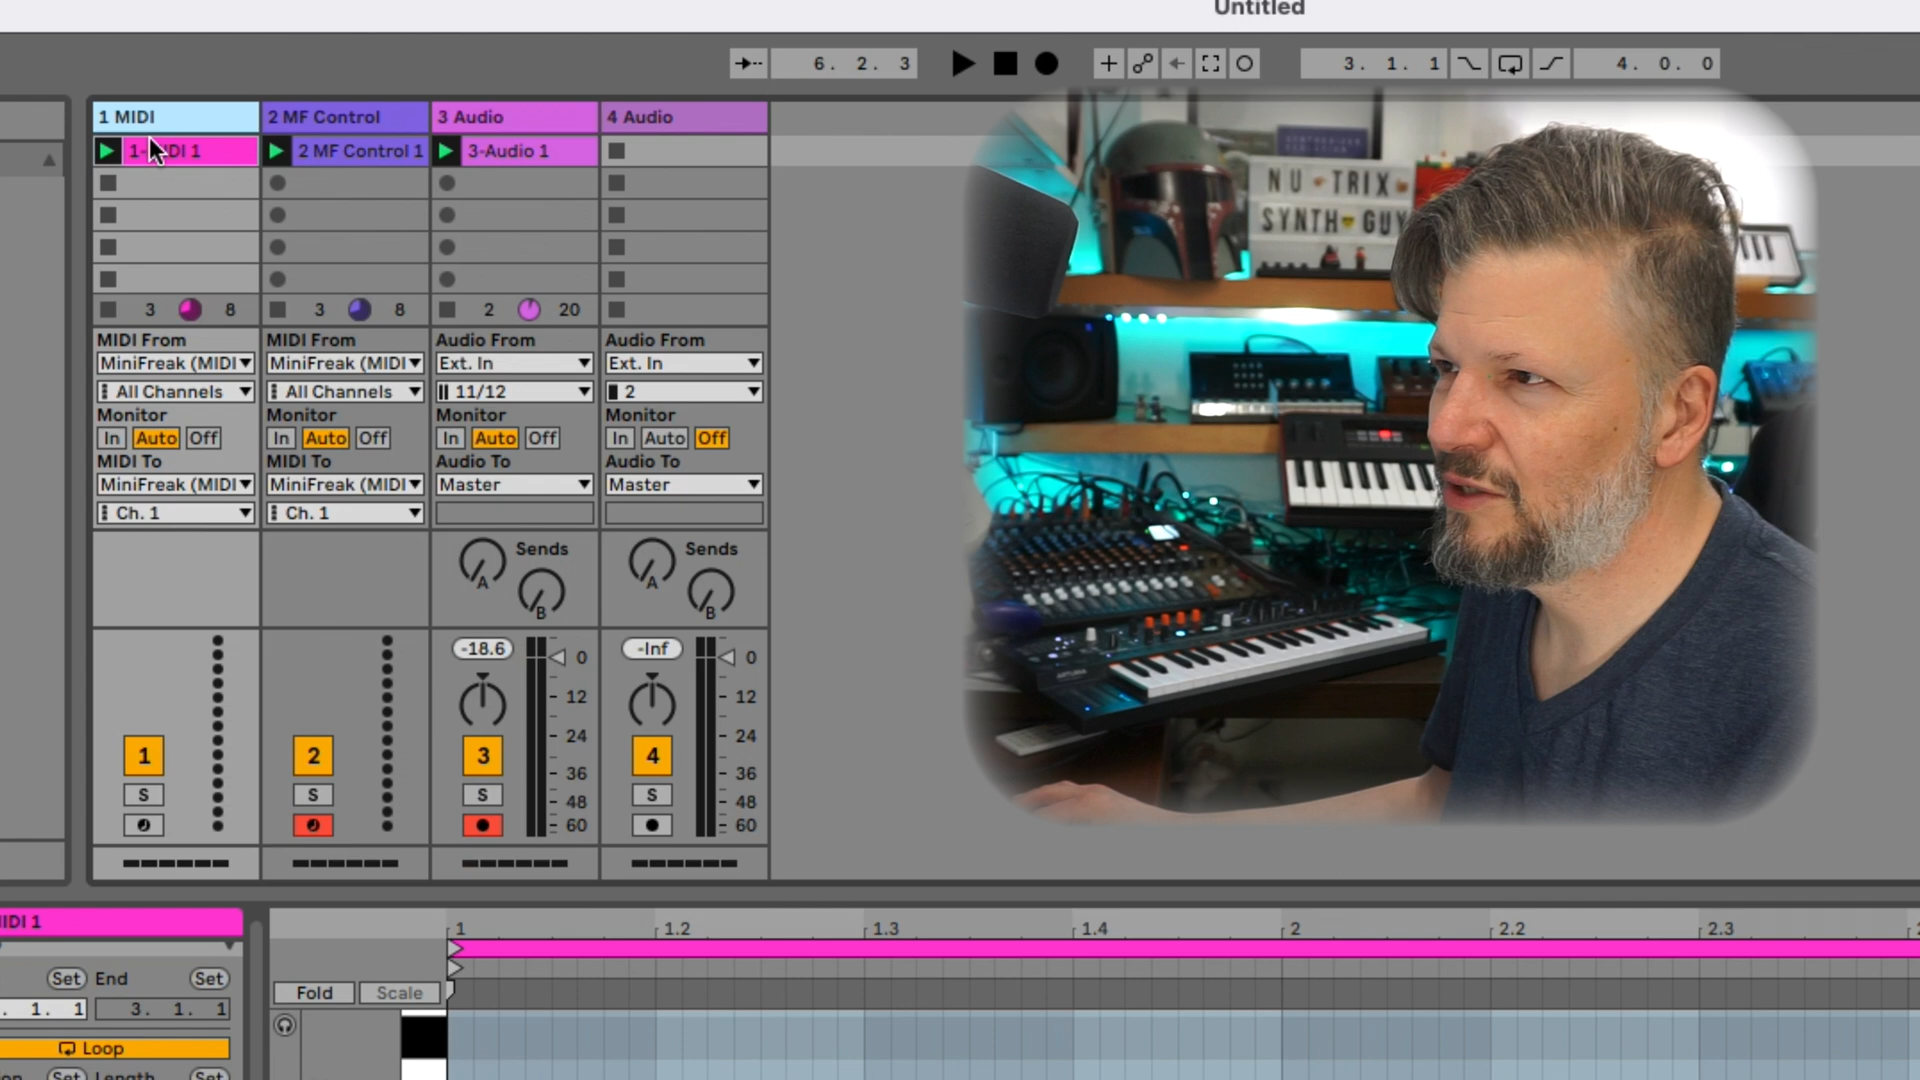 Untitled
6. 2. 3
3. 1. 1
4. 0. 0
1 MIDI 2 MF Control 3 Audio 4 Audio
2 MF Control 1 3-Audio 1
3 8 3 8 2 20
MIDI From MIDI From Audio From Audio From
MiniFreak (MIDI MiniFreak (MIDI Ext. In Ext. In
All Channels All Channels 11/12 2
Monitor Monitor Monitor Monitor
In Auto Off In Auto Off In Auto Off In Auto Off
MIDI To MIDI To Audio To Audio To
MiniFreak (MIDI MiniFreak (MIDI Master Master
Ch. 1 Ch. 1
Sends Sends
A A
B B
-18.6 -Inf
0 0
12 12
24 24
1 2 3 4
36 36
S S S S
48 48
60 60
NU TRIX
SYNTH GUY
ARTURIA
IDI 1
1 1.2 1.3 1.4 2 2.2 2.3
Set End Set
Fold Scale
. 1. 1 3. 1. 1
Loop
Set Length Set